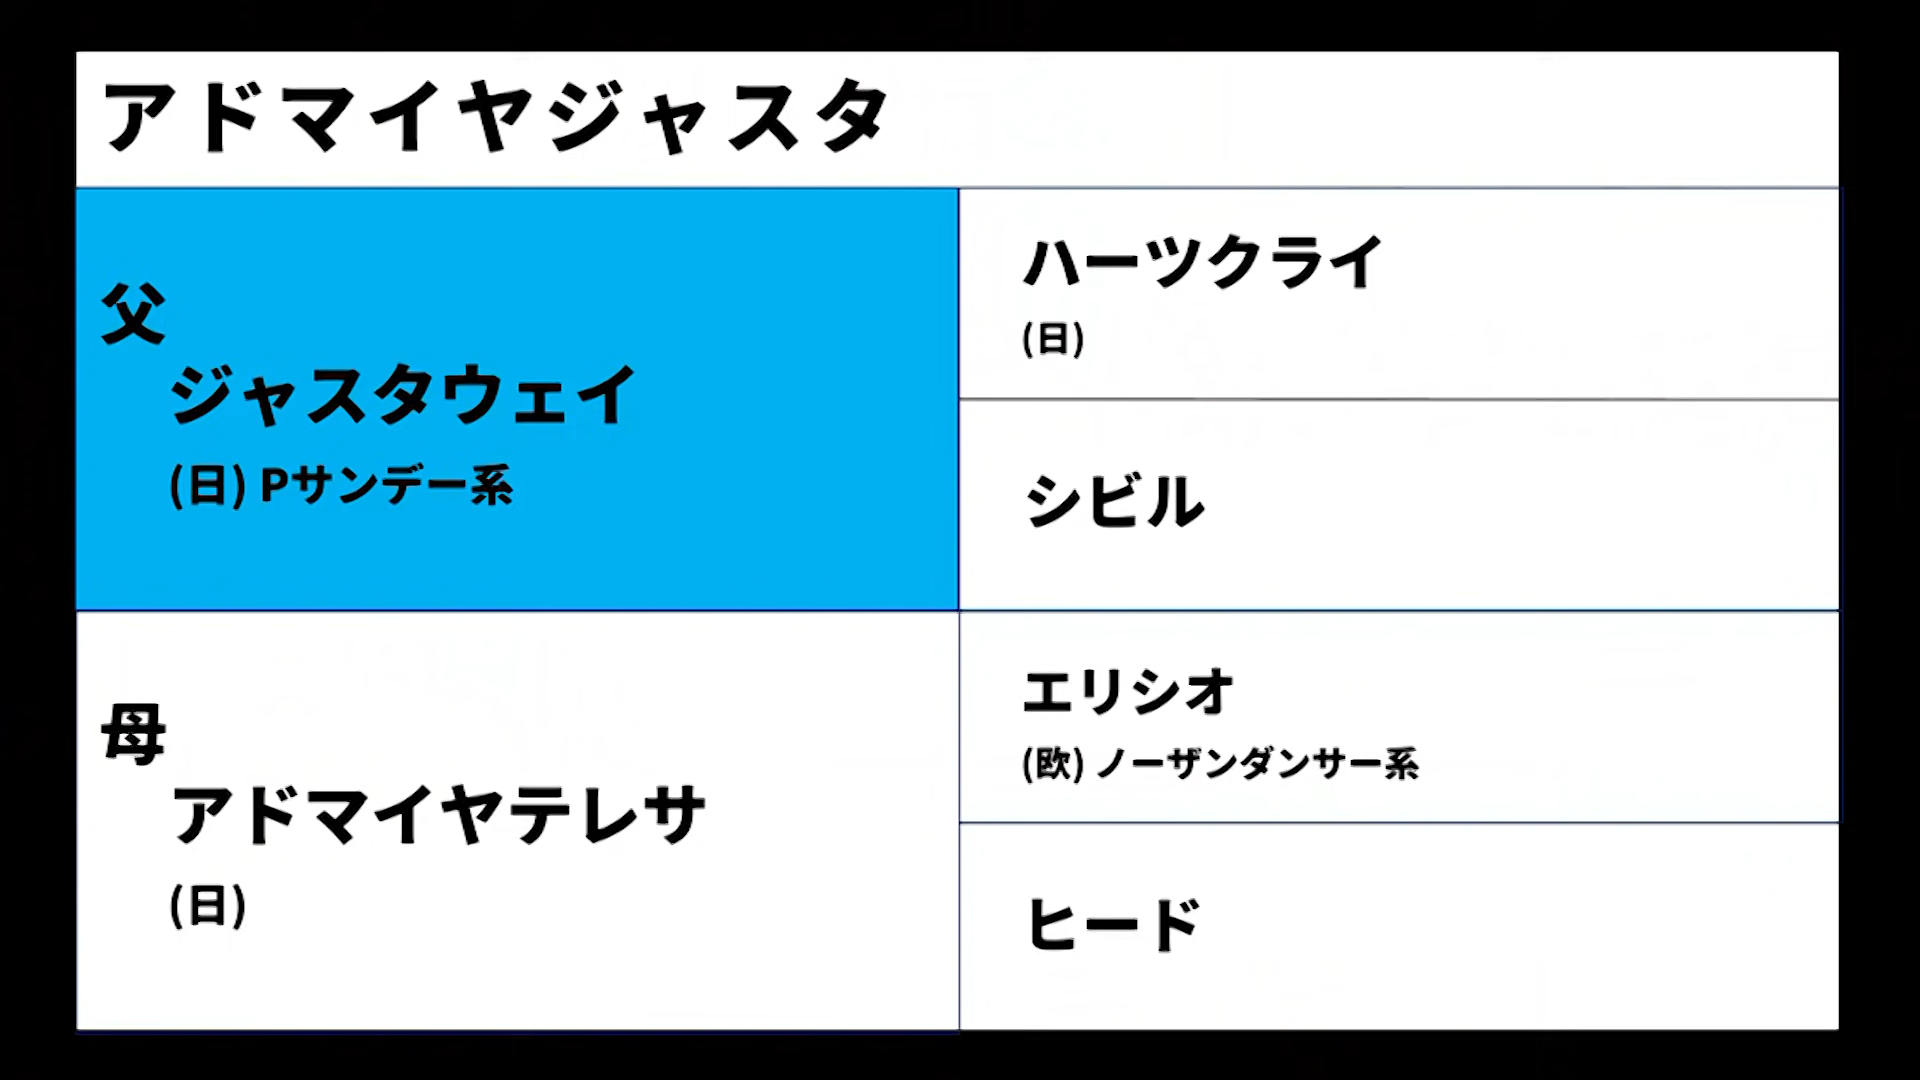 アドマイヤジャスタ
父
ジャスタウェイ
(日) Pサンデー系
ハーツクライ
(日)
シビル
母
アドマイヤテレサ
(日)
エリシオ
(欧) ノーザンダンサー系
ヒード